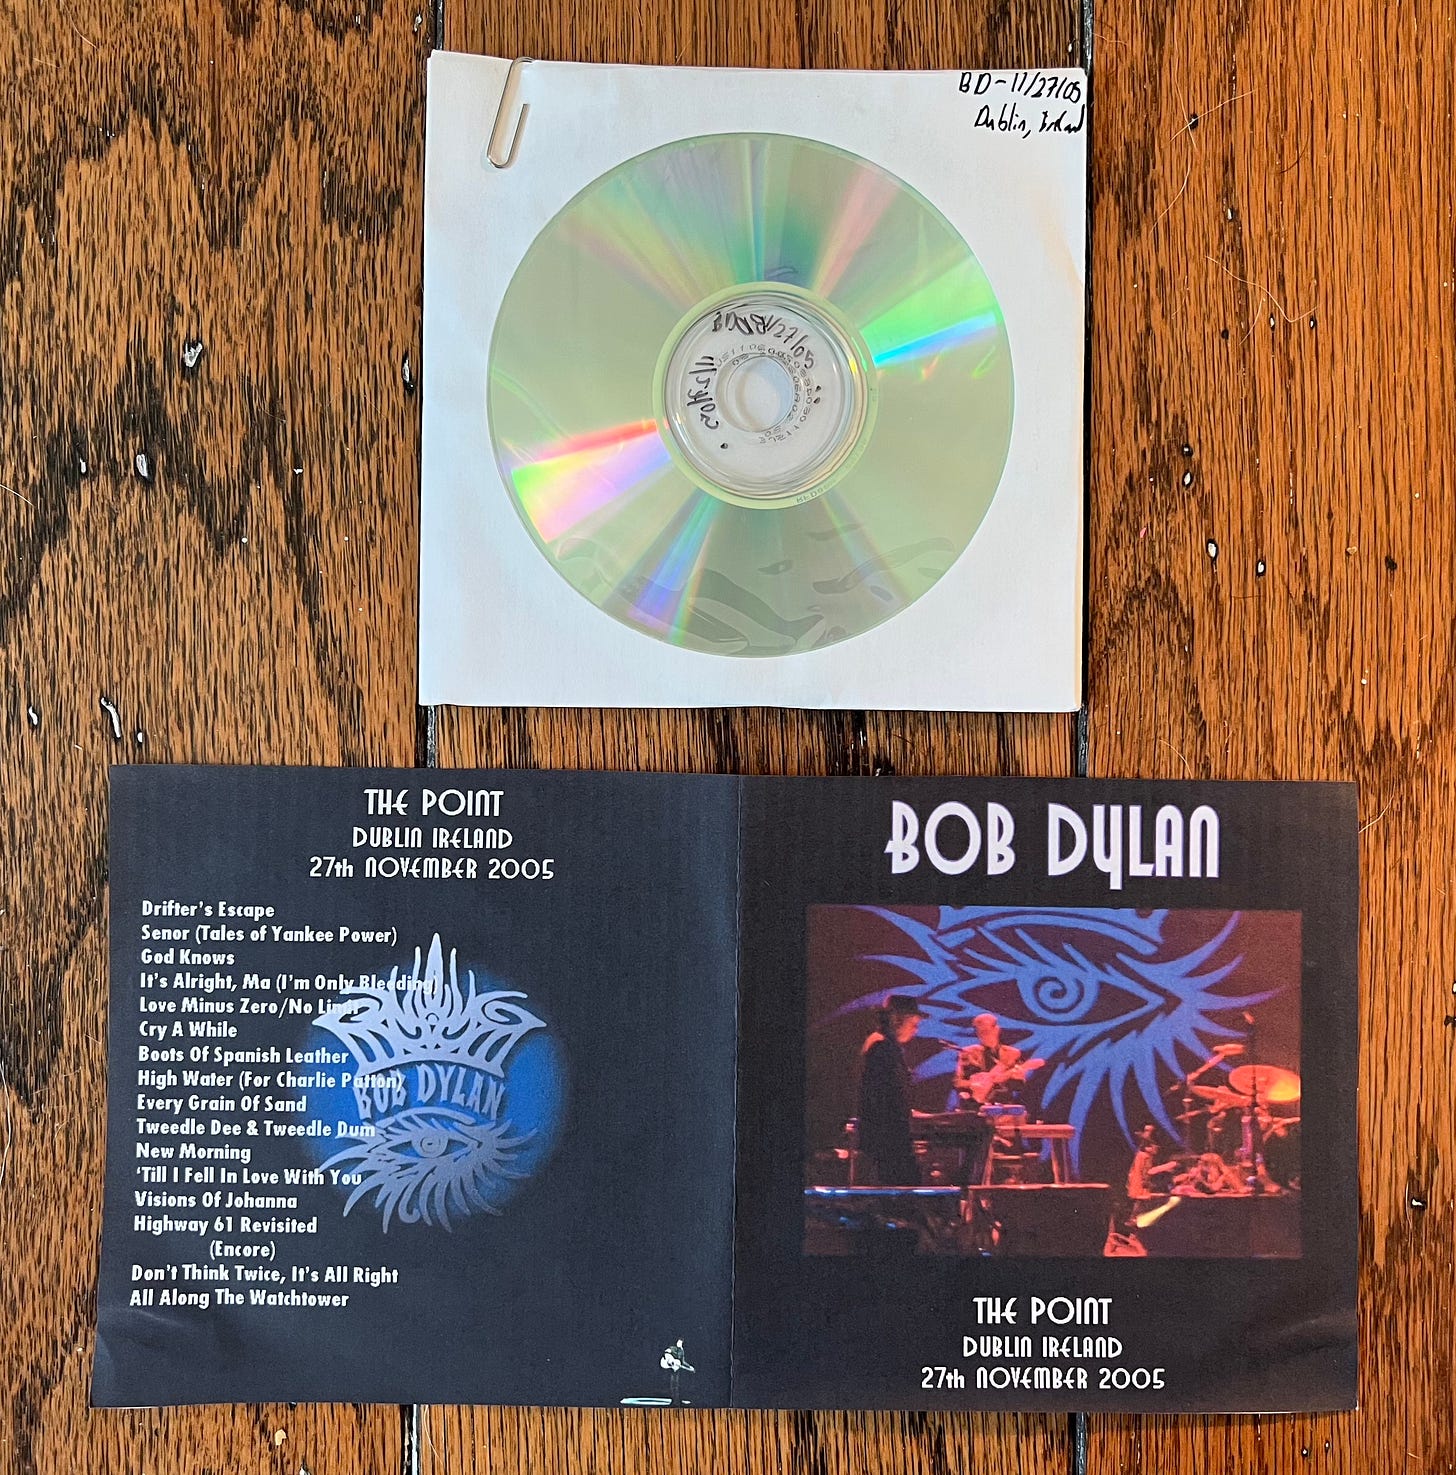 BD-11/27/05
Dublin, Ireland
11/27/05
THE POINT
DUBLIN IRELAND
27th NOVEMBER 2005
Drifter's Escape
Senor (Tales of Yankee Power)
God Knows
It's Alright, Ma (I'm Only Bleeding)
Love Minus Zero/No Limit
Cry A While
Boots Of Spanish Leather
High Water (For Charlie Patton)
Every Grain Of Sand
Tweedle Dee & Tweedle Dum
New Morning
'Till I Fell In Love With You
Visions Of Johanna
Highway 61 Revisited
(Encore)
Don't Think Twice, It's All Right
All Along The Watchtower
BOB DYLAN
BOB DYLAN
THE POINT
DUBLIN IRELAND
27th NOVEMBER 2005